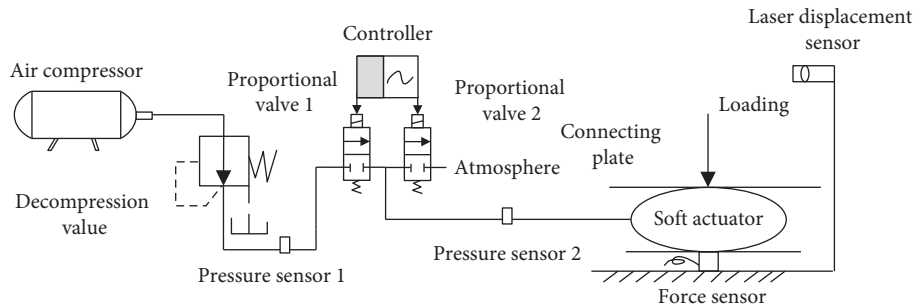 Controller
Laser displacement
sensor
Air compressor
Proportional
valve 1
Proportional
valve 2
Loading
Connecting
plate
Atmosphere
Decompression
value
Soft actuator
Pressure sensor 1
Pressure sensor 2
Force sensor